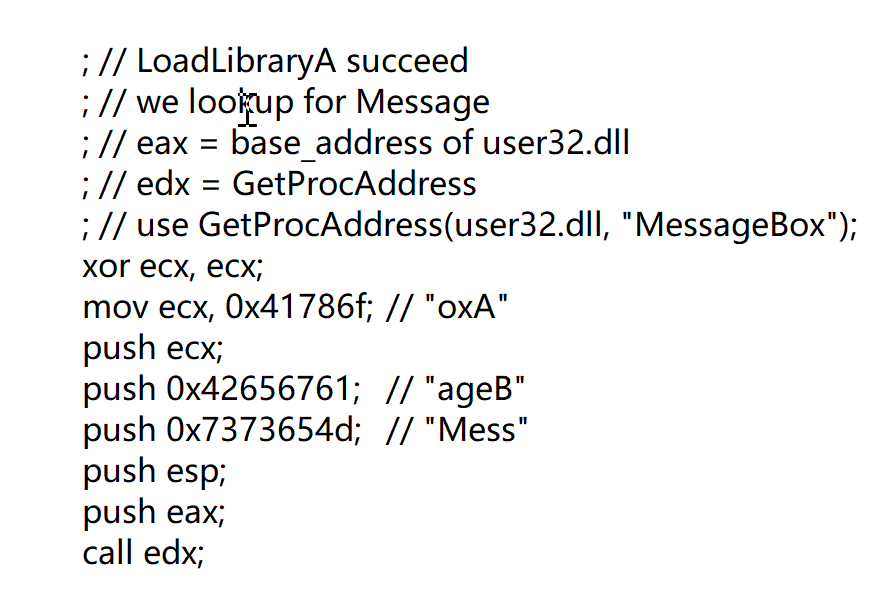 ; // LoadLibraryA succeed
; // we lookup for Message
; // eax = base_address of user32.dll
; // edx = GetProcAddress
; // use GetProcAddress(user32.dll, "MessageBox");
xor ecx, ecx;
mov ecx, 0x41786f; // "oxA"
push ecx;
push 0x42656761; // "ageB"
push 0x7373654d; // "Mess"
push esp;
push eax;
call edx;